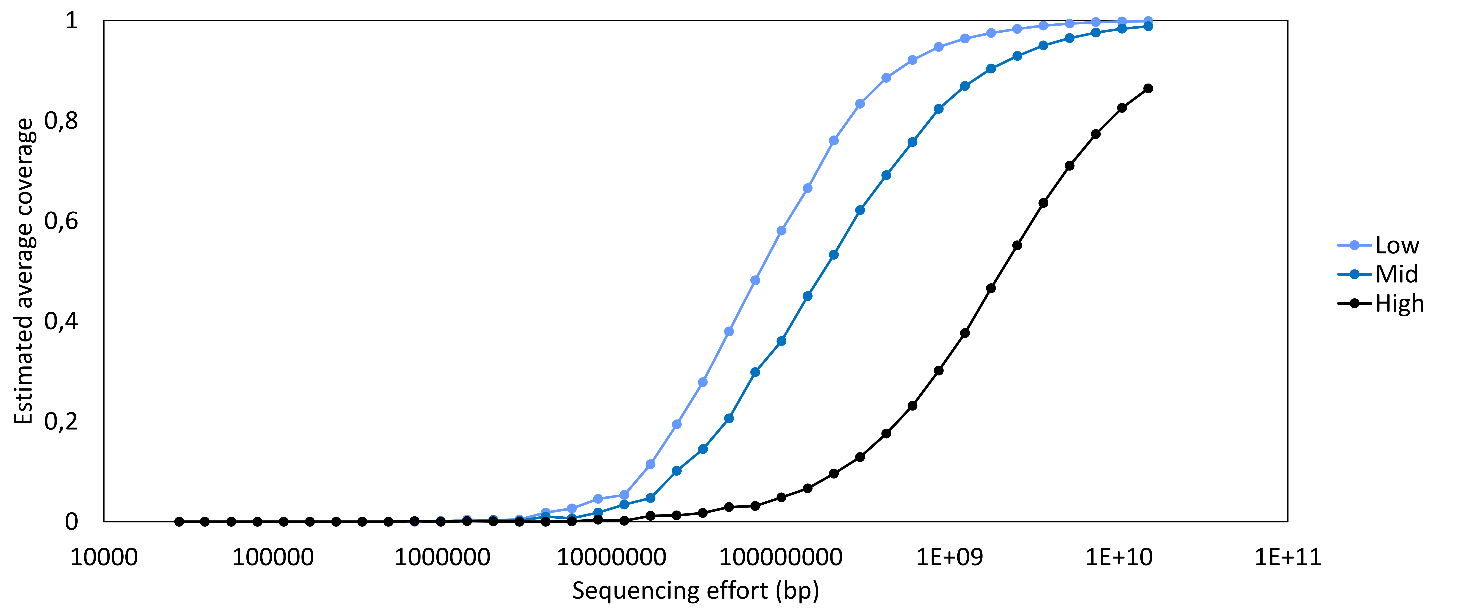 Estimated average coverage
1
0,8
0,6
0,4
0,2
0
10000 100000 1000000 10000000 100000000 1E+09 1E+10 1E+11
Sequencing effort (bp)
Low
Mid
High